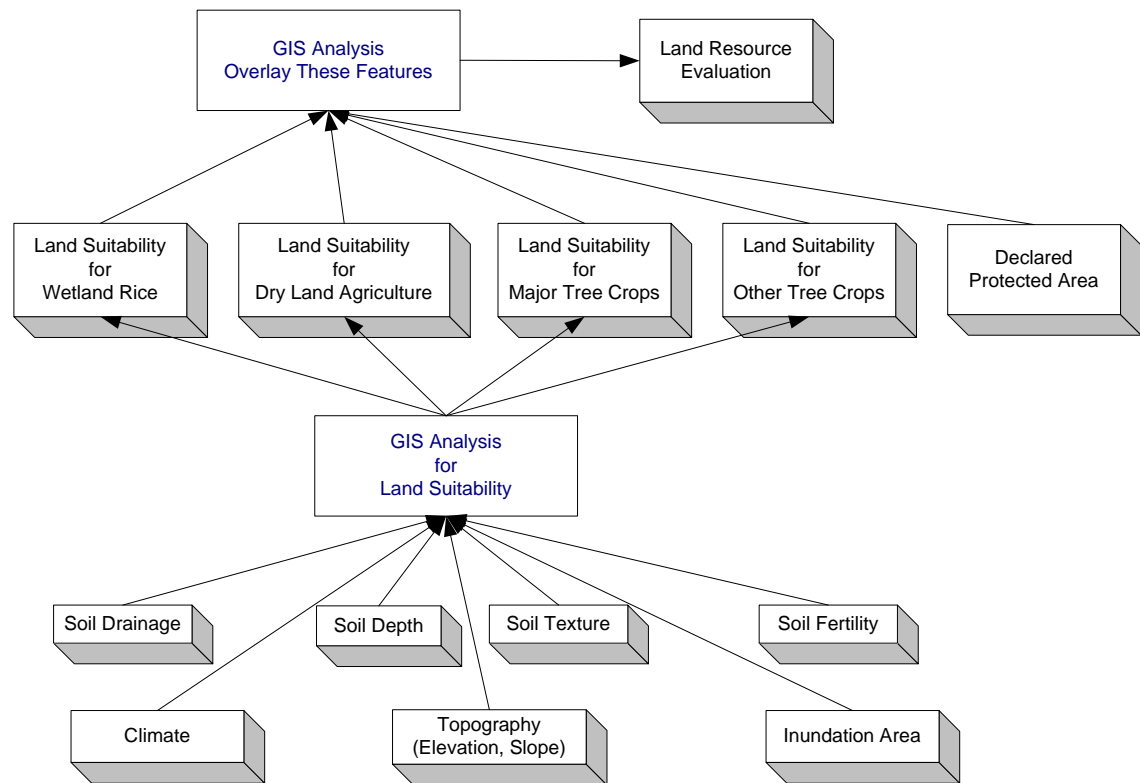 GIS Analysis
Overlay These Features
Land Resource
Evaluation
Land Suitability
for
Wetland Rice
Land Suitability
for
Dry Land Agriculture
Land Suitability
for
Major Tree Crops
Land Suitability
for
Other Tree Crops
Declared
Protected Area
GIS Analysis
for
Land Suitability
Soil Drainage
Soil Depth
Soil Texture
Soil Fertility
Climate
Topography
(Elevation, Slope)
Inundation Area